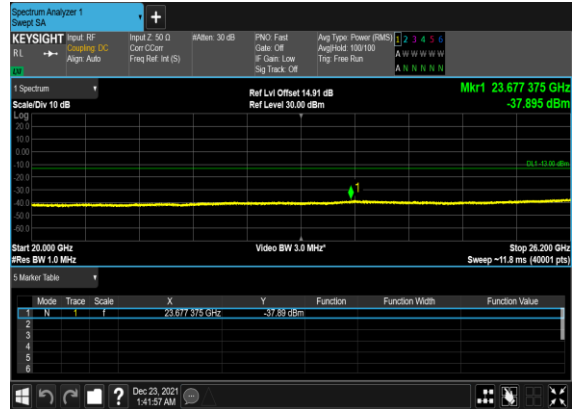 Spectrum Analyzer 1
Swept SA
+
KEYSIGHT Input: RF Input Z: 50 Ω #Atten: 30 dB PNO: Fast Avg Type: Power (RMS) 1 2 3 4 5 6
RL Coupling: DC Corr CCorr Gate: Off Avg|Hold: 100/100 A W W W W W
Align: Auto Freq Ref: Int (S) IF Gain: Low Trig: Free Run
Sig Track: Off A N N N N N
1 Spectrum Ref Lvl Offset 14.91 dB Mkr1 23.677 375 GHz
Scale/Div 10 dB Ref Level 30.00 dBm -37.895 dBm
Log
20.0
10.0
0.00
-10.0 DL1 -13.00 dBm
-20.0
-30.0 1
-40.0
-50.0
-60.0
Start 20.000 GHz Video BW 3.0 MHz* Stop 26.200 GHz
#Res BW 1.0 MHz Sweep ~11.8 ms (40001 pts)
5 Marker Table
Mode Trace Scale X Y Function Function Width Function Value
1 N 1 f 23.677 375 GHz -37.89 dBm
2
3
4
5
6
? Dec 23, 2021
1:41:57 AM